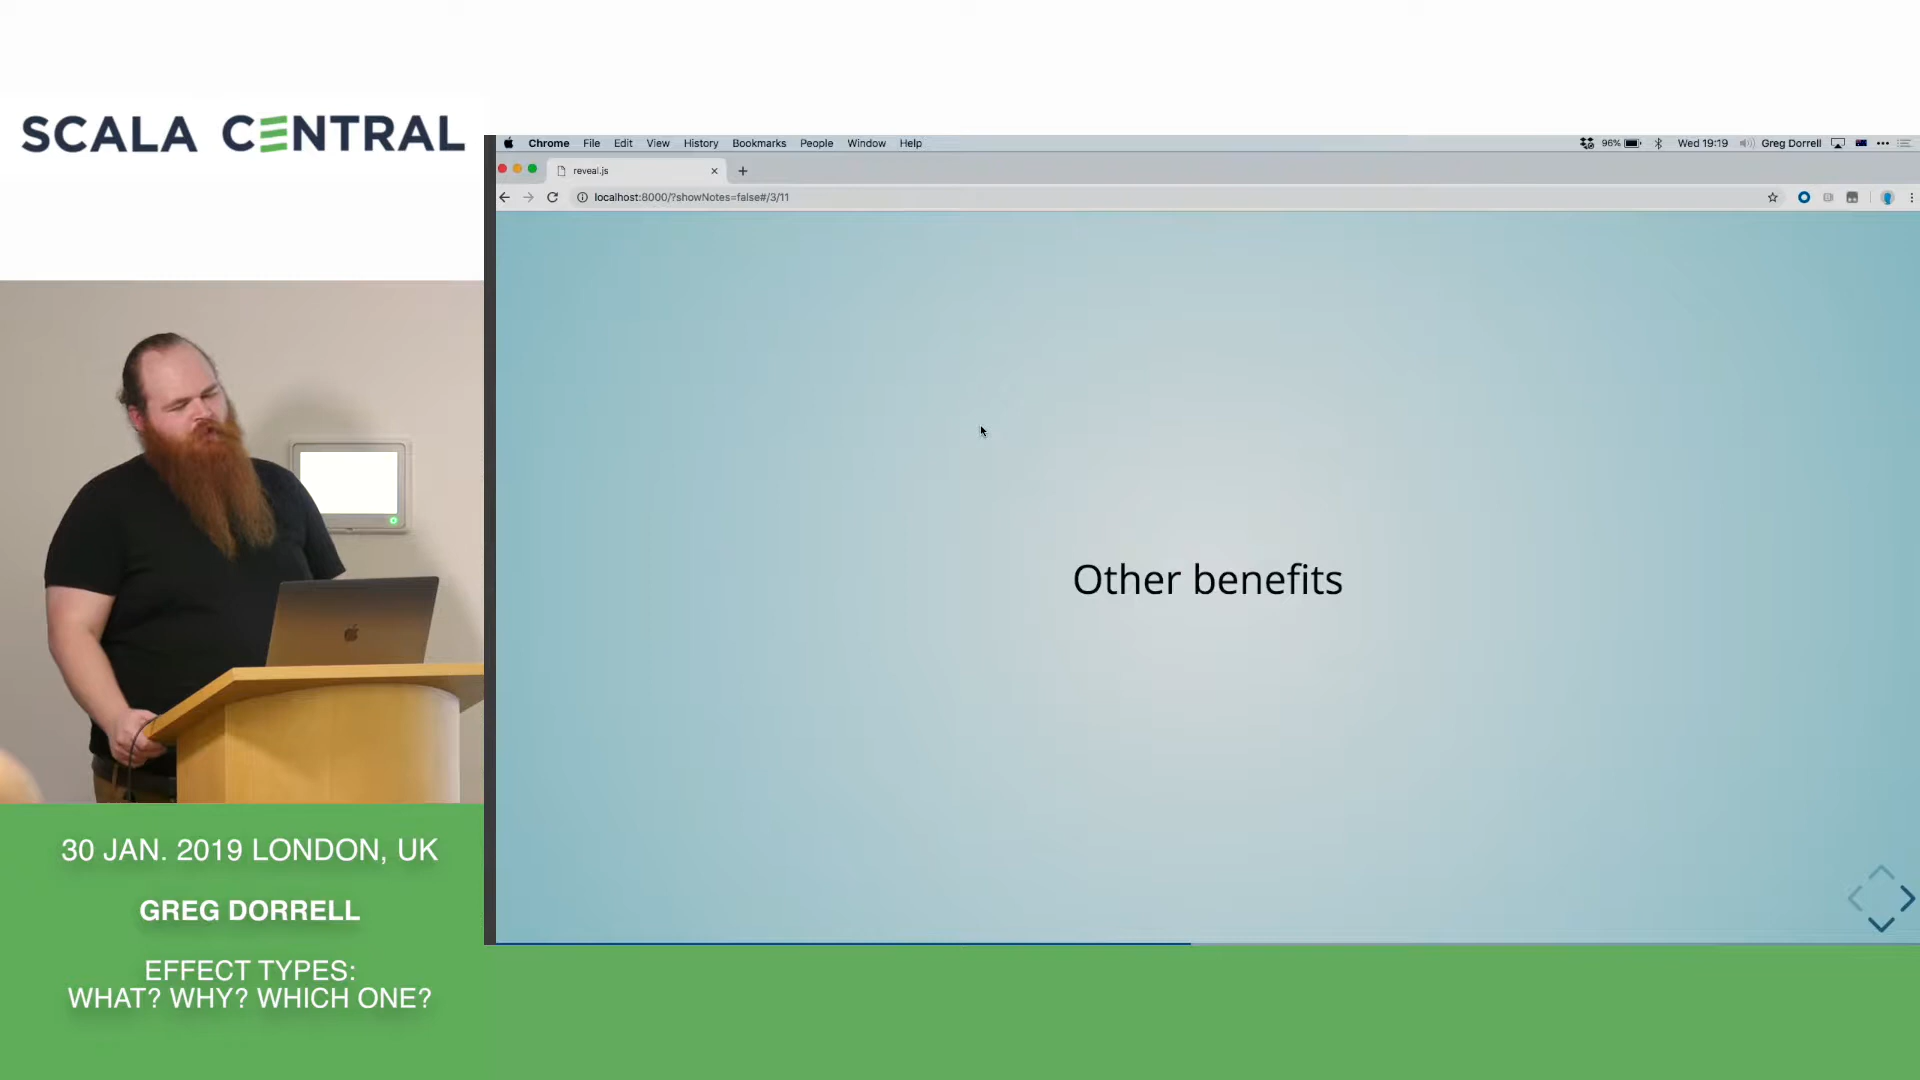 SCALA CENTRAL
Chrome File Edit View History Bookmarks People Window Help
96% Wed 19:19 Greg Dorrell
reveal.js
localhost:8000/?showNotes=false#/3/11
Other benefits
30 JAN. 2019 LONDON, UK
GREG DORRELL
EFFECT TYPES:
WHAT? WHY? WHICH ONE?